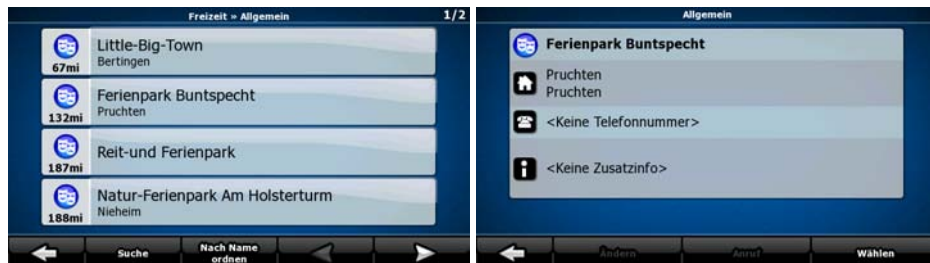 Freizeit » Allgemein
1/2
Little-Big-Town
Bertingen
67mi
Ferienpark Buntspecht
Pruchten
132mi
Reit-und Ferienpark
187mi
Natur-Ferienpark Am Holsterturm
Nieheim
188mi
Suche
Nach Name
ordnen
Allgemein
Ferienpark Buntspecht
Pruchten
Pruchten
<Keine Telefonnummer>
<Keine Zusatzinfo>
Ändern
Anruf
Wählen